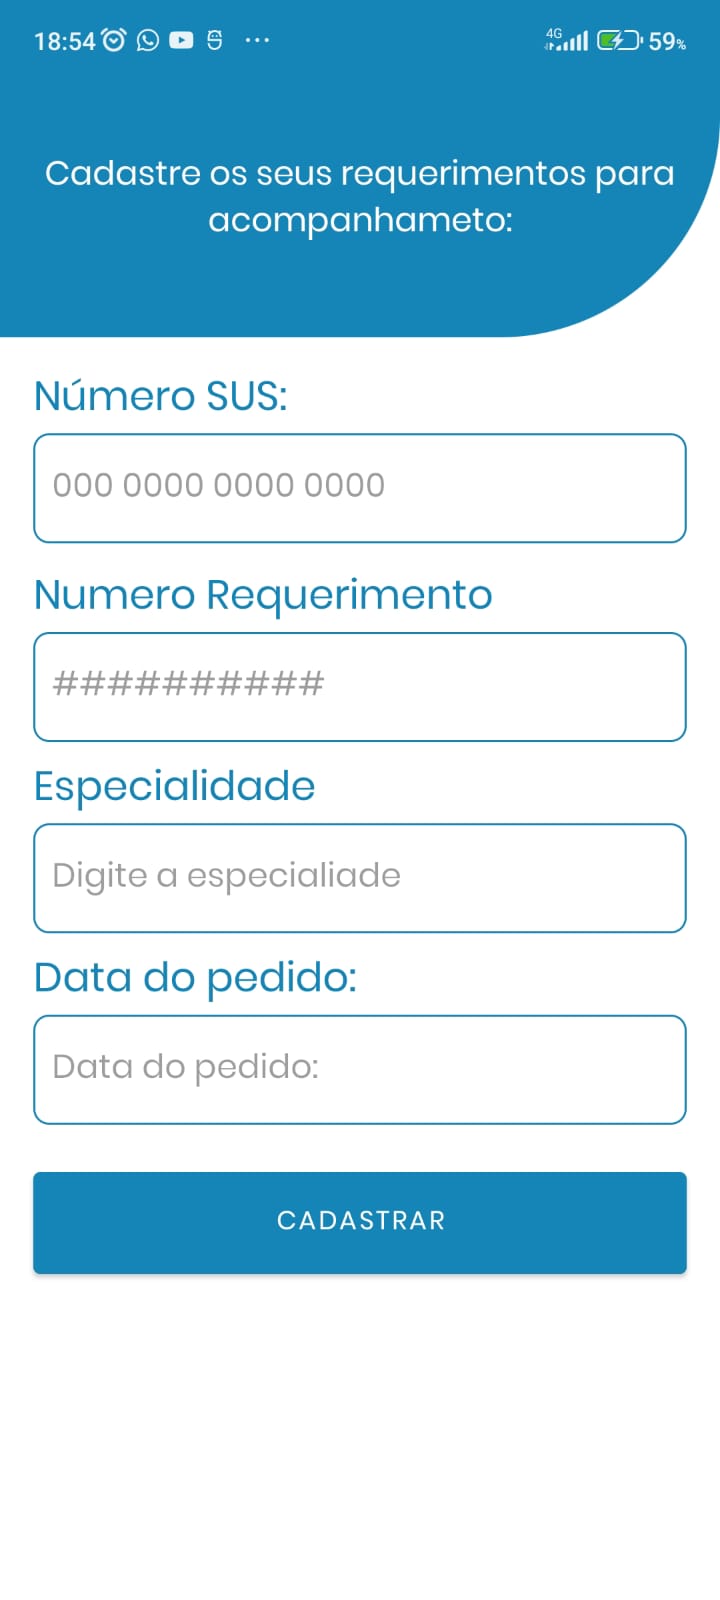 18:54 ... 4G 59%
Cadastre os seus requerimentos para
acompanhameto:
Número SUS:
000 0000 0000 0000
Numero Requerimento
##########
Especialidade
Digite a especialiade
Data do pedido:
Data do pedido:
CADASTRAR